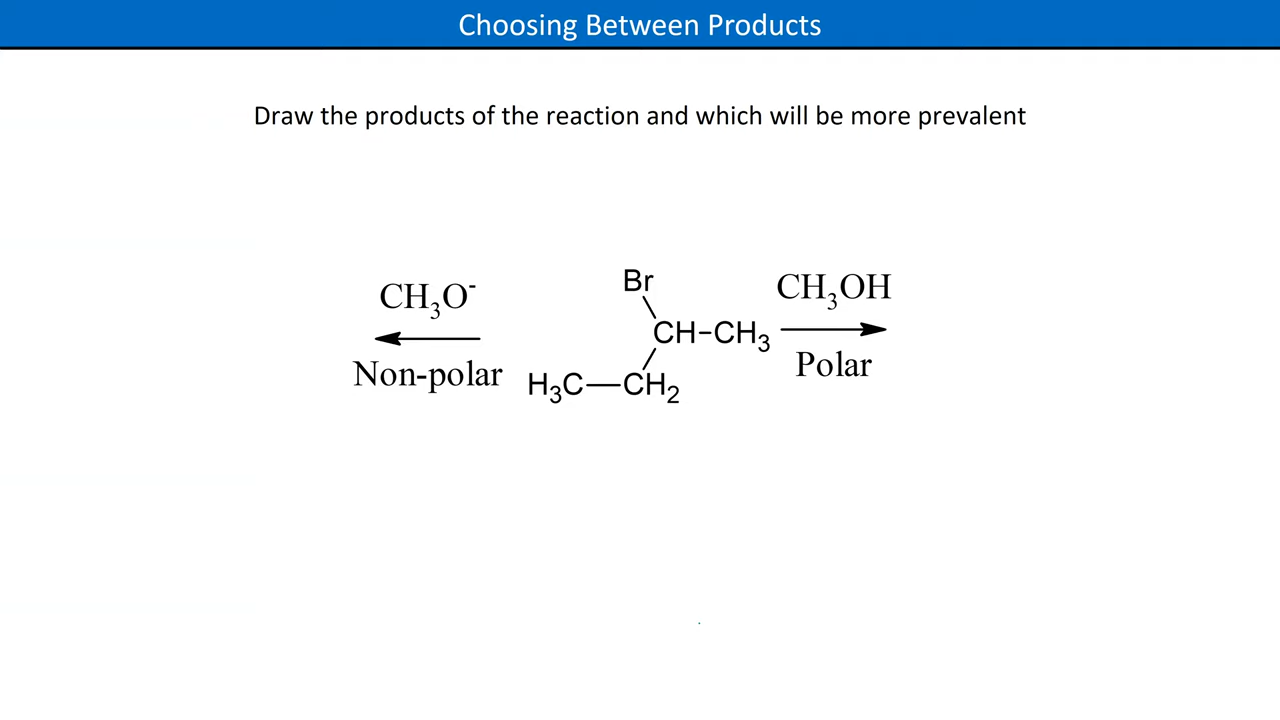 Choosing Between Products
Draw the products of the reaction and which will be more prevalent
CH₃O⁻
Non-polar
Br
CH–CH₃
H₃C—CH₂
CH₃OH
Polar